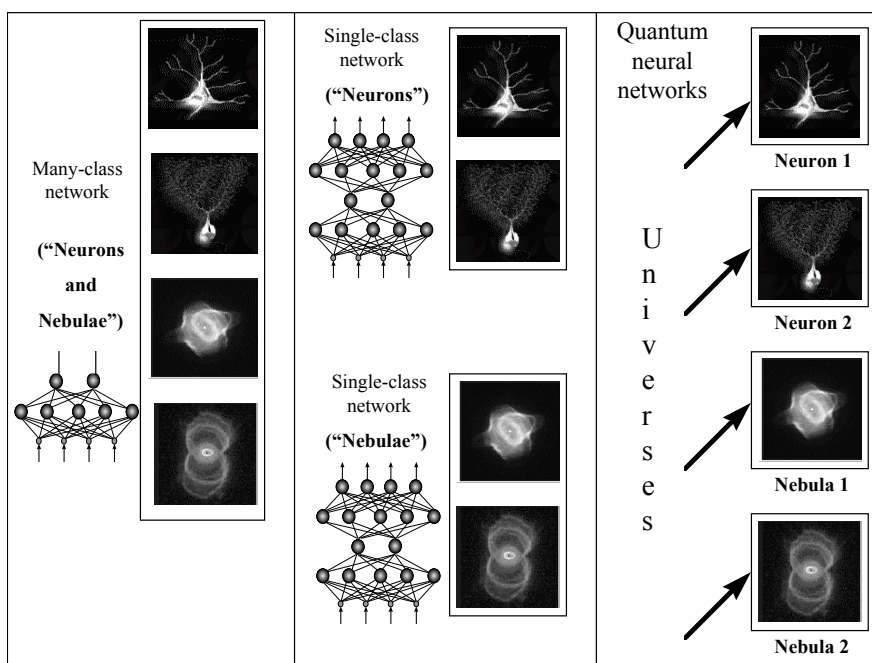 Many-class
network
(“Neurons
and
Nebulae”)
Single-class
network
(“Neurons”)
Single-class
network
(“Nebulae”)
Quantum
neural
networks
Universes
Neuron 1
Neuron 2
Nebula 1
Nebula 2